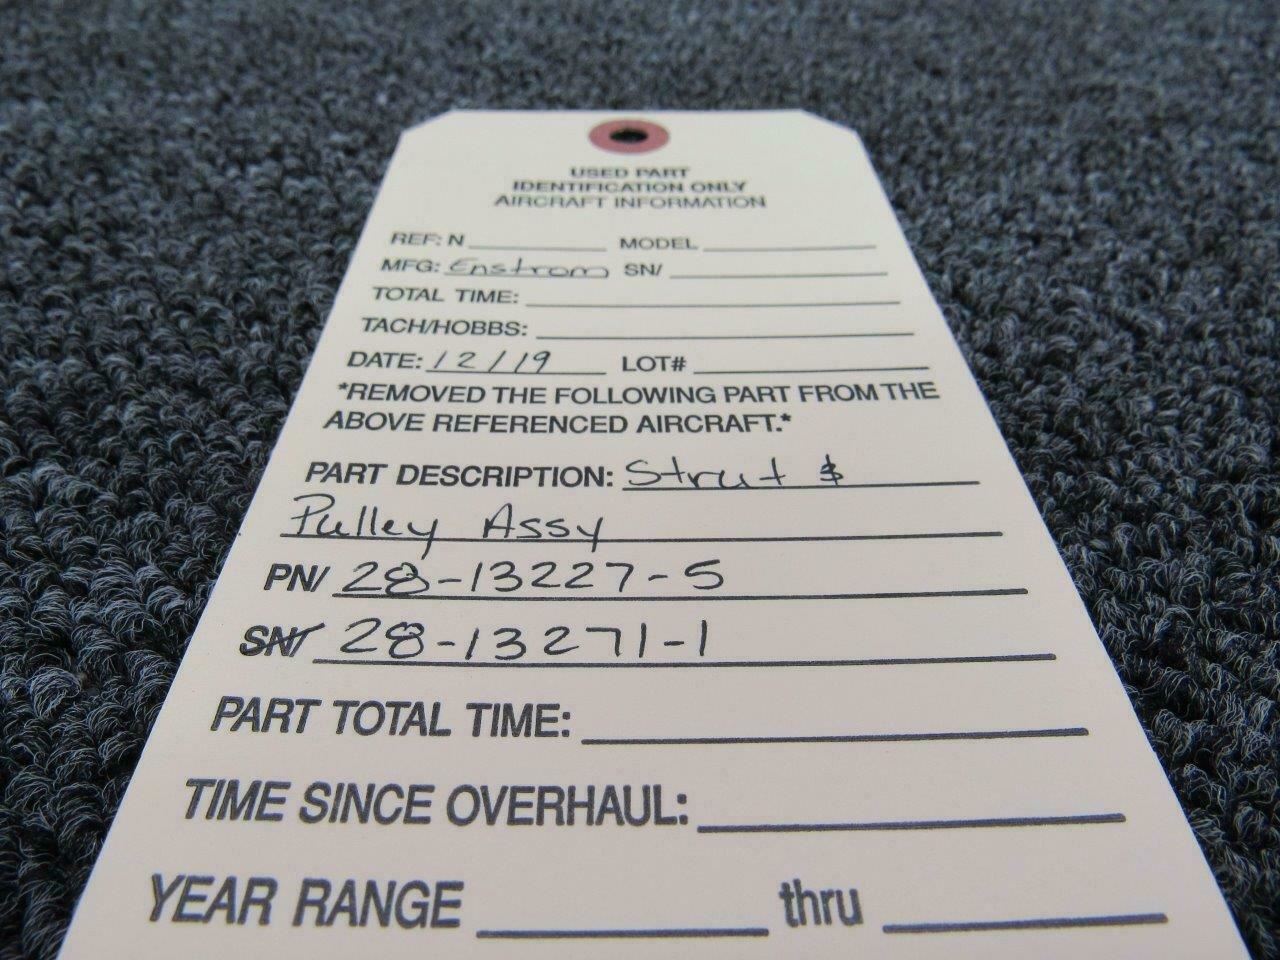 USED PART
IDENTIFICATION ONLY
AIRCRAFT INFORMATION
REF: N MODEL
MFG: Enstrom SN/
TOTAL TIME:
TACH/HOBBS:
DATE: 12/19 LOT#
*REMOVED THE FOLLOWING PART FROM THE
ABOVE REFERENCED AIRCRAFT.*
PART DESCRIPTION: Strut &
Pulley Assy
PN/ 28-13227-5
SN/ 28-13271-1
PART TOTAL TIME:
TIME SINCE OVERHAUL:
YEAR RANGE thru